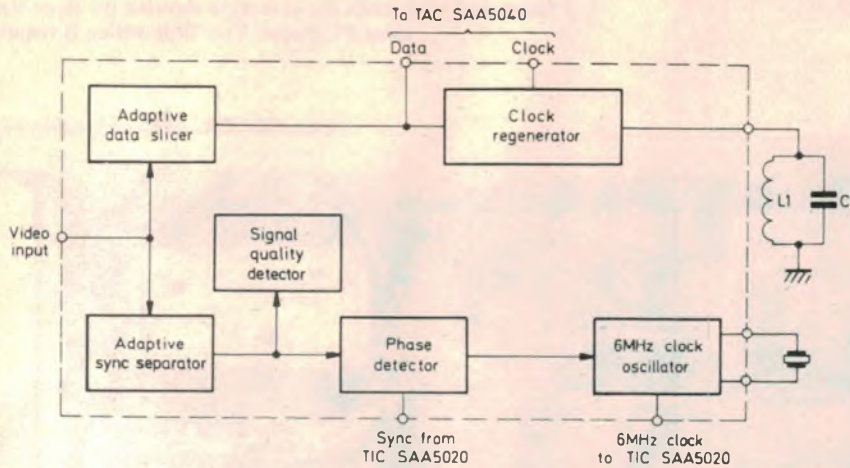 To TAC SAA5040
Data
Clock
Adaptive
data slicer
Clock
regenerator
L1
C
Video
input
Signal
quality
detector
Adaptive
sync separator
Phase
detector
6MHz clock
oscillator
Sync from
TIC SAA5020
6MHz clock
to TIC SAA5020